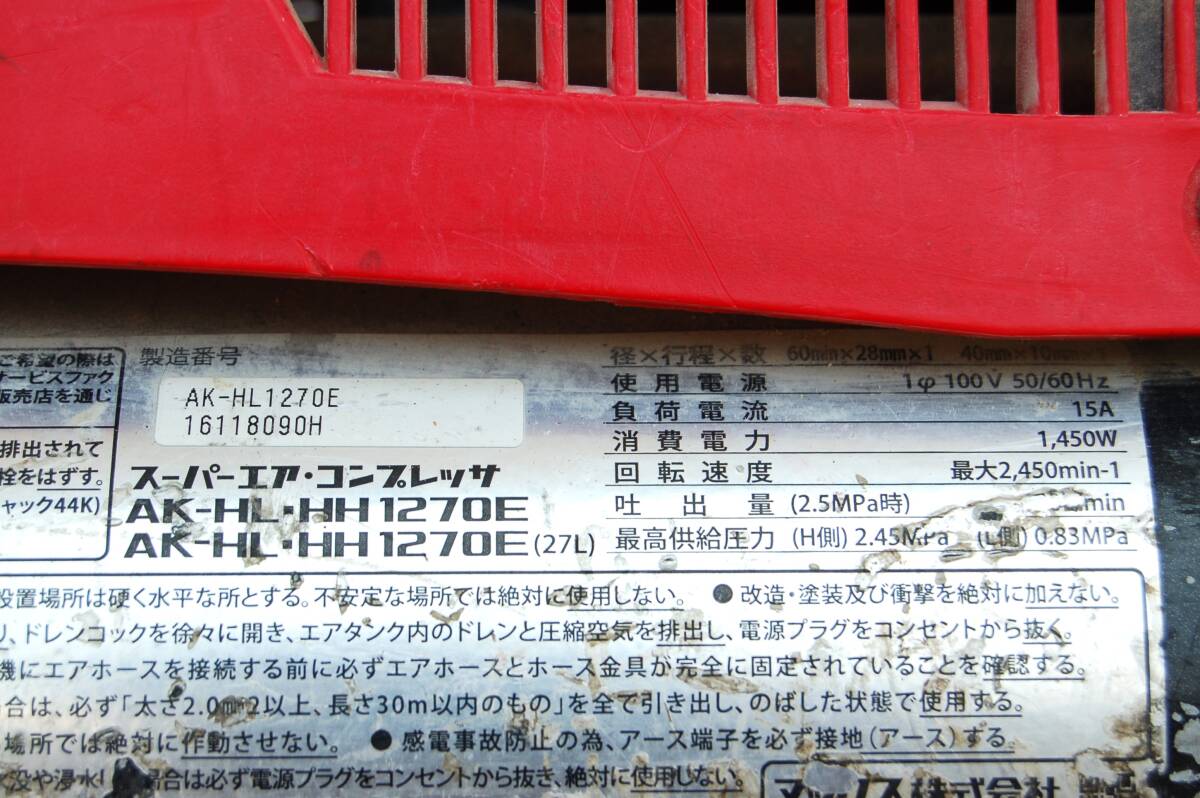 ご希望の際は
サービスファク
販売店を通じ
排出されて
栓をはずす。
ャック44K)
製造番号
AK-HL1270E
16118090H
スーパーエア・コンプレッサ
AK-HL・HH1270E
AK-HL・HH1270E(27L)
径×行程×数 60mm×28mm×1 40mm×10mm×1
使用電源 1φ 100V 50/60Hz
負荷電流 15A
消費電力 1,450W
回転速度 最大2,450min-1
吐出量 (2.5MPa時) min
最高供給圧力 (H側) 2.45MPa (L側) 0.83MPa
設置場所は硬く水平な所とする。不安定な場所では絶対に使用しない。 ● 改造・塗装及び衝撃を絶対に加えない。
り、ドレンコックを徐々に開き、エアタンク内のドレンと圧縮空気を排出し、電源プラグをコンセントから抜く。
機にエアホースを接続する前に必ずエアホースとホース金具が完全に固定されていることを確認する。
合は、必ず「太さ2.0mm2以上、長さ30m以内のもの」を全て引き出し、のばした状態で使用する。
場所では絶対に作動させない。 ● 感電事故防止の為、アース端子を必ず接地(アース)する。
没や浸水 場合は必ず電源プラグをコンセントから抜き、絶対に使用しない。
マックス株式会社